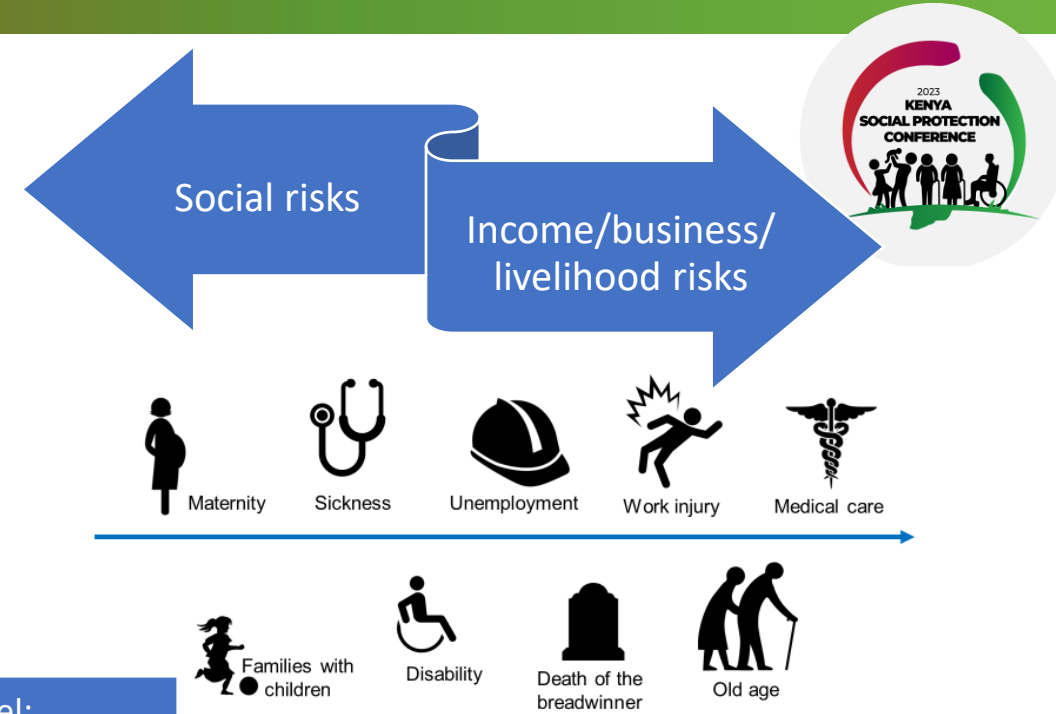 2023
KENYA
SOCIAL PROTECTION
CONFERENCE
Social risks
Income/business/
livelihood risks
Maternity
Sickness
Unemployment
Work injury
Medical care
Families with
children
Disability
Death of the
breadwinner
Old age